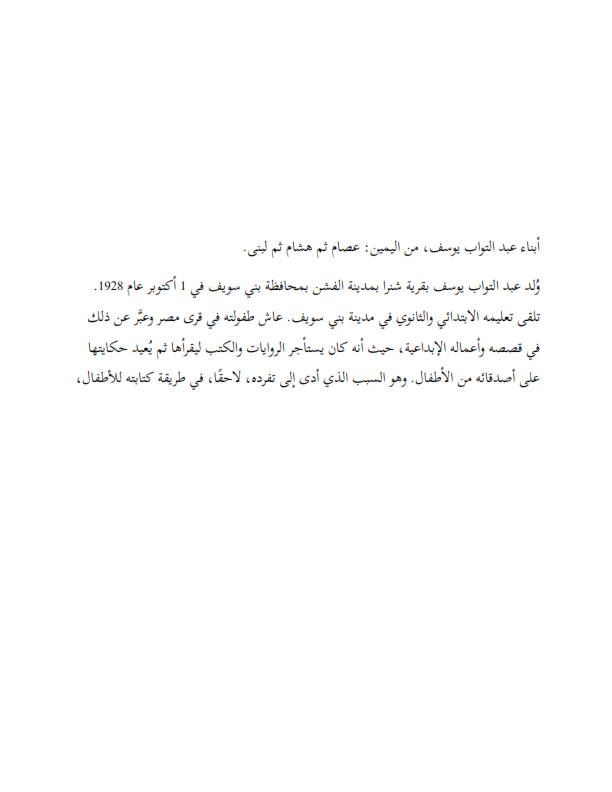 أبناء عبد التواب يوسف، من اليمين: عصام ثم هشام ثم لبنى.
وُلد عبد التواب يوسف بقرية شنرا بمدينة الفشن بمحافظة بني سويف في 1 أكتوبر عام 1928.
تلقى تعليمه الابتدائي والثانوي في مدينة بني سويف. عاش طفولته في قرى مصر وعبَّر عن ذلك
في قصصه وأعماله الإبداعية، حيث أنه كان يستأجر الروايات والكتب ليقرأها ثم يُعيد حكايتها
على أصدقائه من الأطفال. وهو السبب الذي أدى إلى تفرده، لاحقًا، في طريقة كتابته للأطفال،